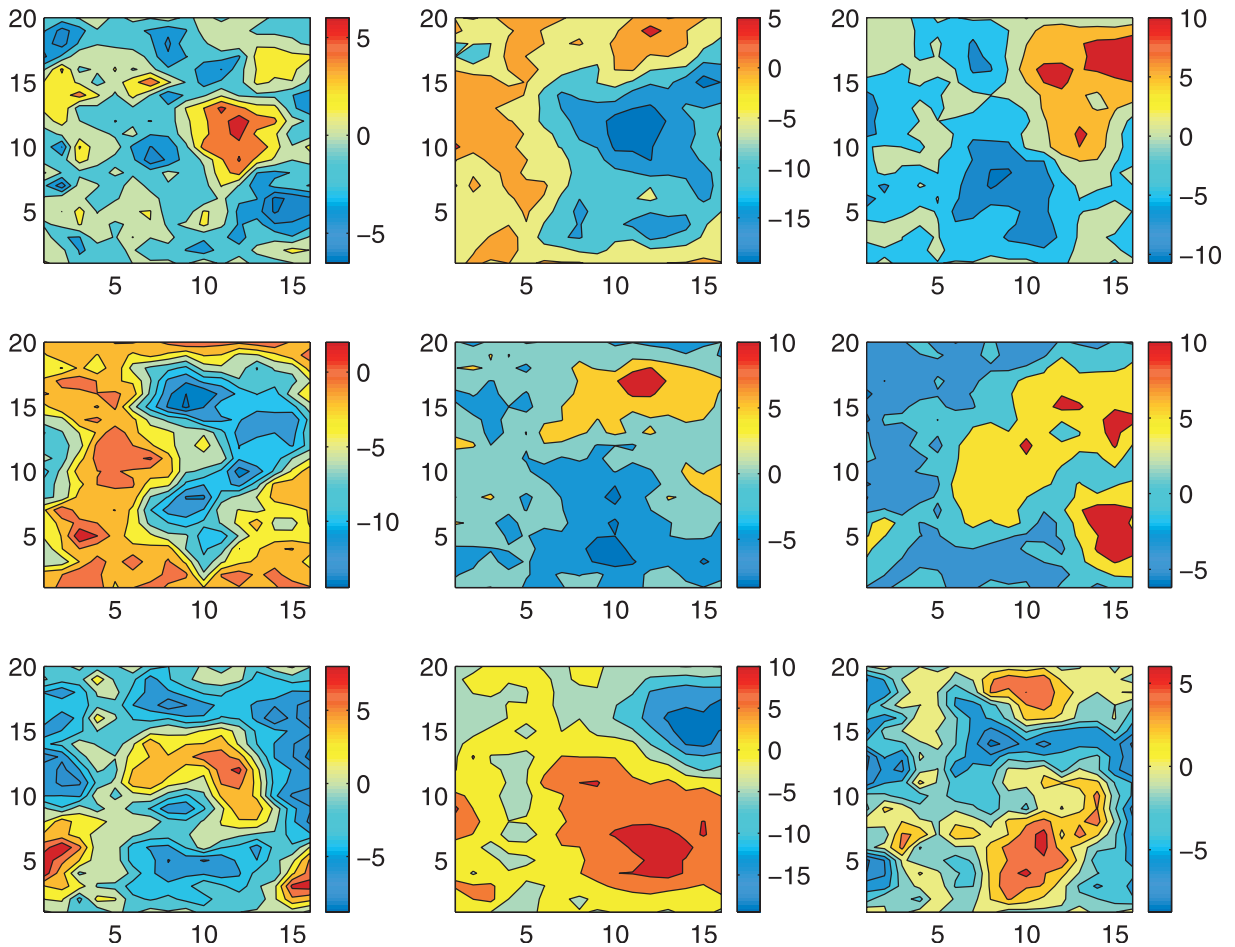 20 5 20 5 20 10
15 0 15 0 15 5
10 −5 10 −5 10 0
5 −10 5 −15 5 −5
−5 −10
5 10 15 5 10 15 5 10 15
20 0 20 10 20 10
15 −5 15 5 15 5
10 −10 10 0 10 0
5 5 −5 5 −5
5 10 15 5 10 15 5 10 15
20 5 20 10 20 5
15 0 15 5 15 0
10 −5 10 0 10 −5
5 5 −5 5
−10
−15
5 10 15 5 10 15 5 10 15